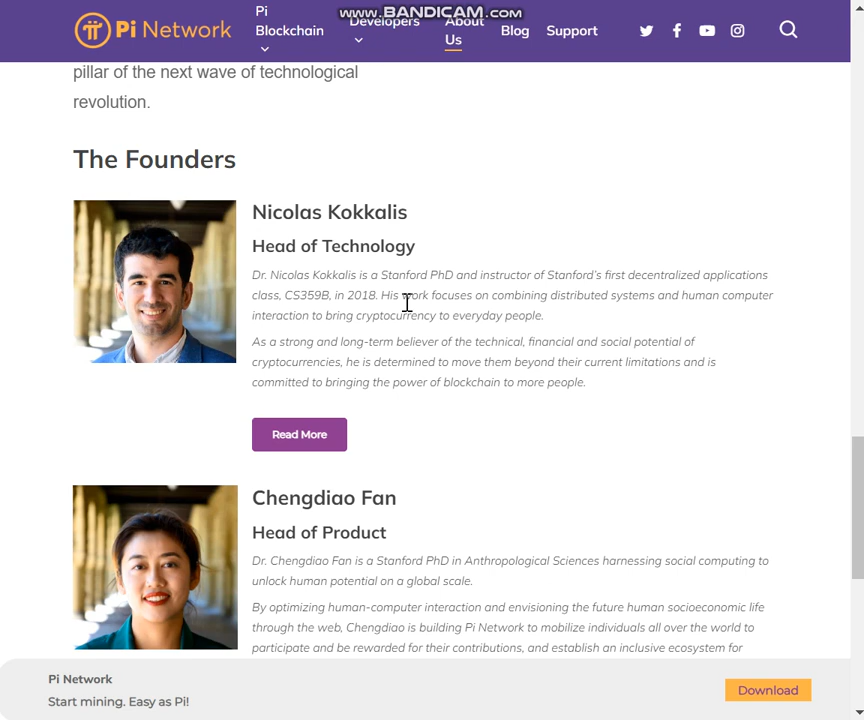 www.BANDICAM.com
Pi Network
Pi
Blockchain
Developers
About
Us
Blog
Support
pillar of the next wave of technological
revolution.
The Founders
Nicolas Kokkalis
Head of Technology
Dr. Nicolas Kokkalis is a Stanford PhD and instructor of Stanford's first decentralized applications
class, CS359B, in 2018. His work focuses on combining distributed systems and human computer
interaction to bring cryptocurrency to everyday people.
As a strong and long-term believer of the technical, financial and social potential of
cryptocurrencies, he is determined to move them beyond their current limitations and is
committed to bringing the power of blockchain to more people.
Read More
Chengdiao Fan
Head of Product
Dr. Chengdiao Fan is a Stanford PhD in Anthropological Sciences harnessing social computing to
unlock human potential on a global scale.
By optimizing human-computer interaction and envisioning the future human socioeconomic life
through the web, Chengdiao is building Pi Network to mobilize individuals all over the world to
participate and be rewarded for their contributions, and establish an inclusive ecosystem for
Pi Network
Start mining. Easy as Pi!
Download